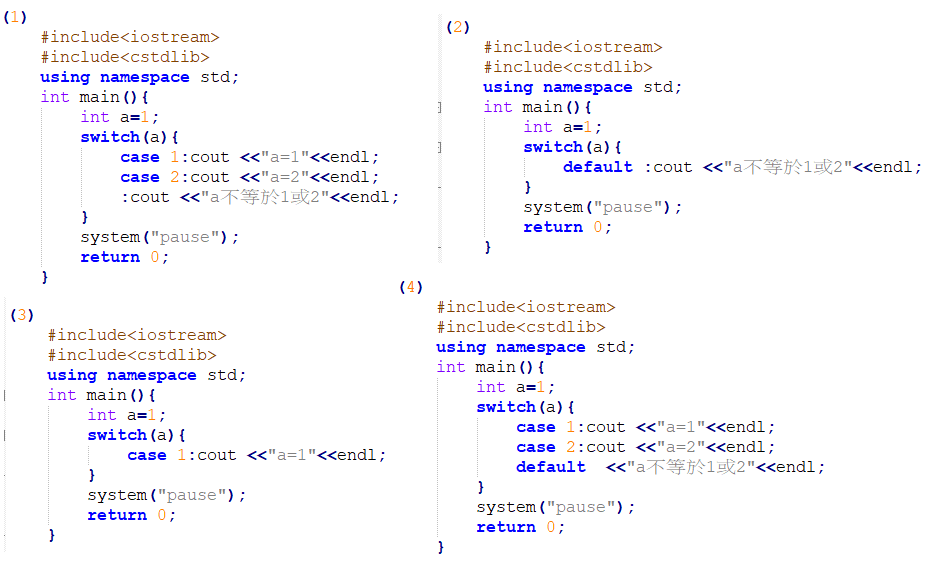 (1)
#include<iostream>
#include<cstdlib>
using namespace std;
int main(){
int a=1;
switch(a){
case 1:cout <<"a=1"<<endl;
case 2:cout <<"a=2"<<endl;
:cout <<"a不等於1或2"<<endl;
}
system("pause");
return 0;
}
(2)
#include<iostream>
#include<cstdlib>
using namespace std;
int main(){
int a=1;
switch(a){
default :cout <<"a不等於1或2"<<endl;
}
system("pause");
return 0;
}
(3)
#include<iostream>
#include<cstdlib>
using namespace std;
int main(){
int a=1;
switch(a){
case 1:cout <<"a=1"<<endl;
}
system("pause");
return 0;
}
(4)
#include<iostream>
#include<cstdlib>
using namespace std;
int main(){
int a=1;
switch(a){
case 1:cout <<"a=1"<<endl;
case 2:cout <<"a=2"<<endl;
default  <<"a不等於1或2"<<endl;
}
system("pause");
return 0;
}